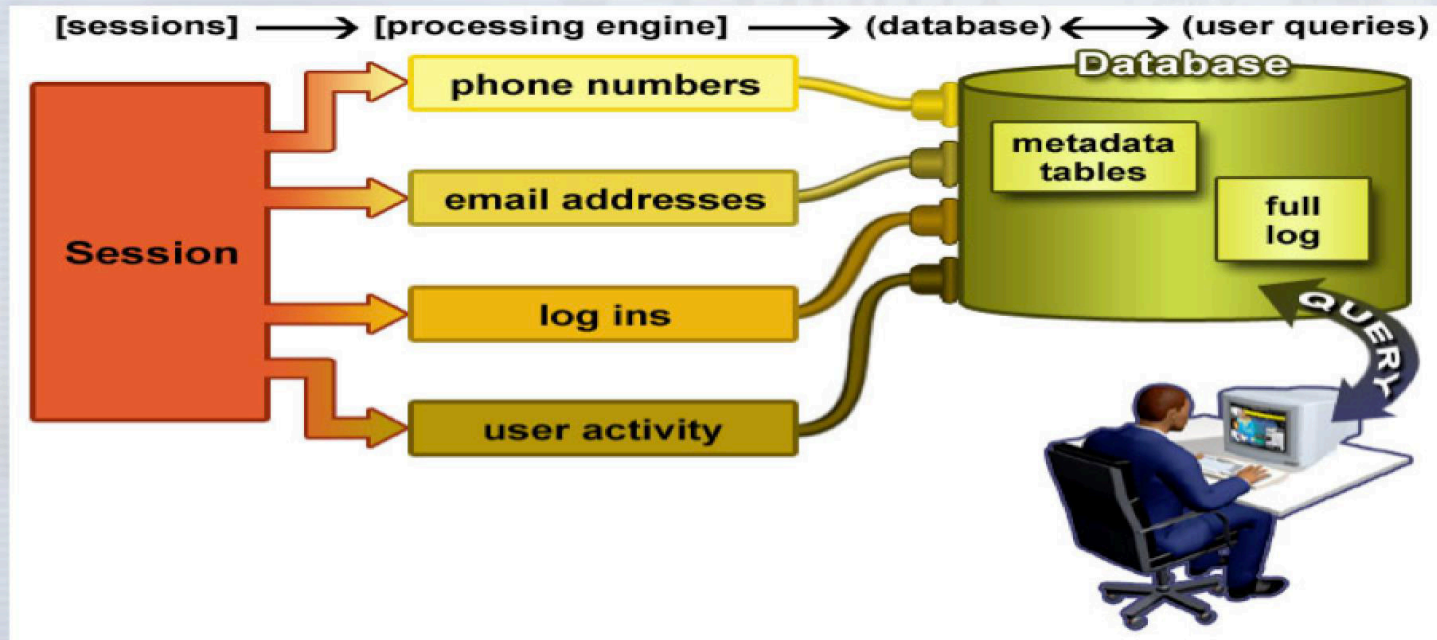 [sessions] ⟶ [processing engine] ⟶ (database) ⟷ (user queries)
Database
phone numbers
metadata
tables
email addresses
full
log
Session
log ins
QUERY
user activity